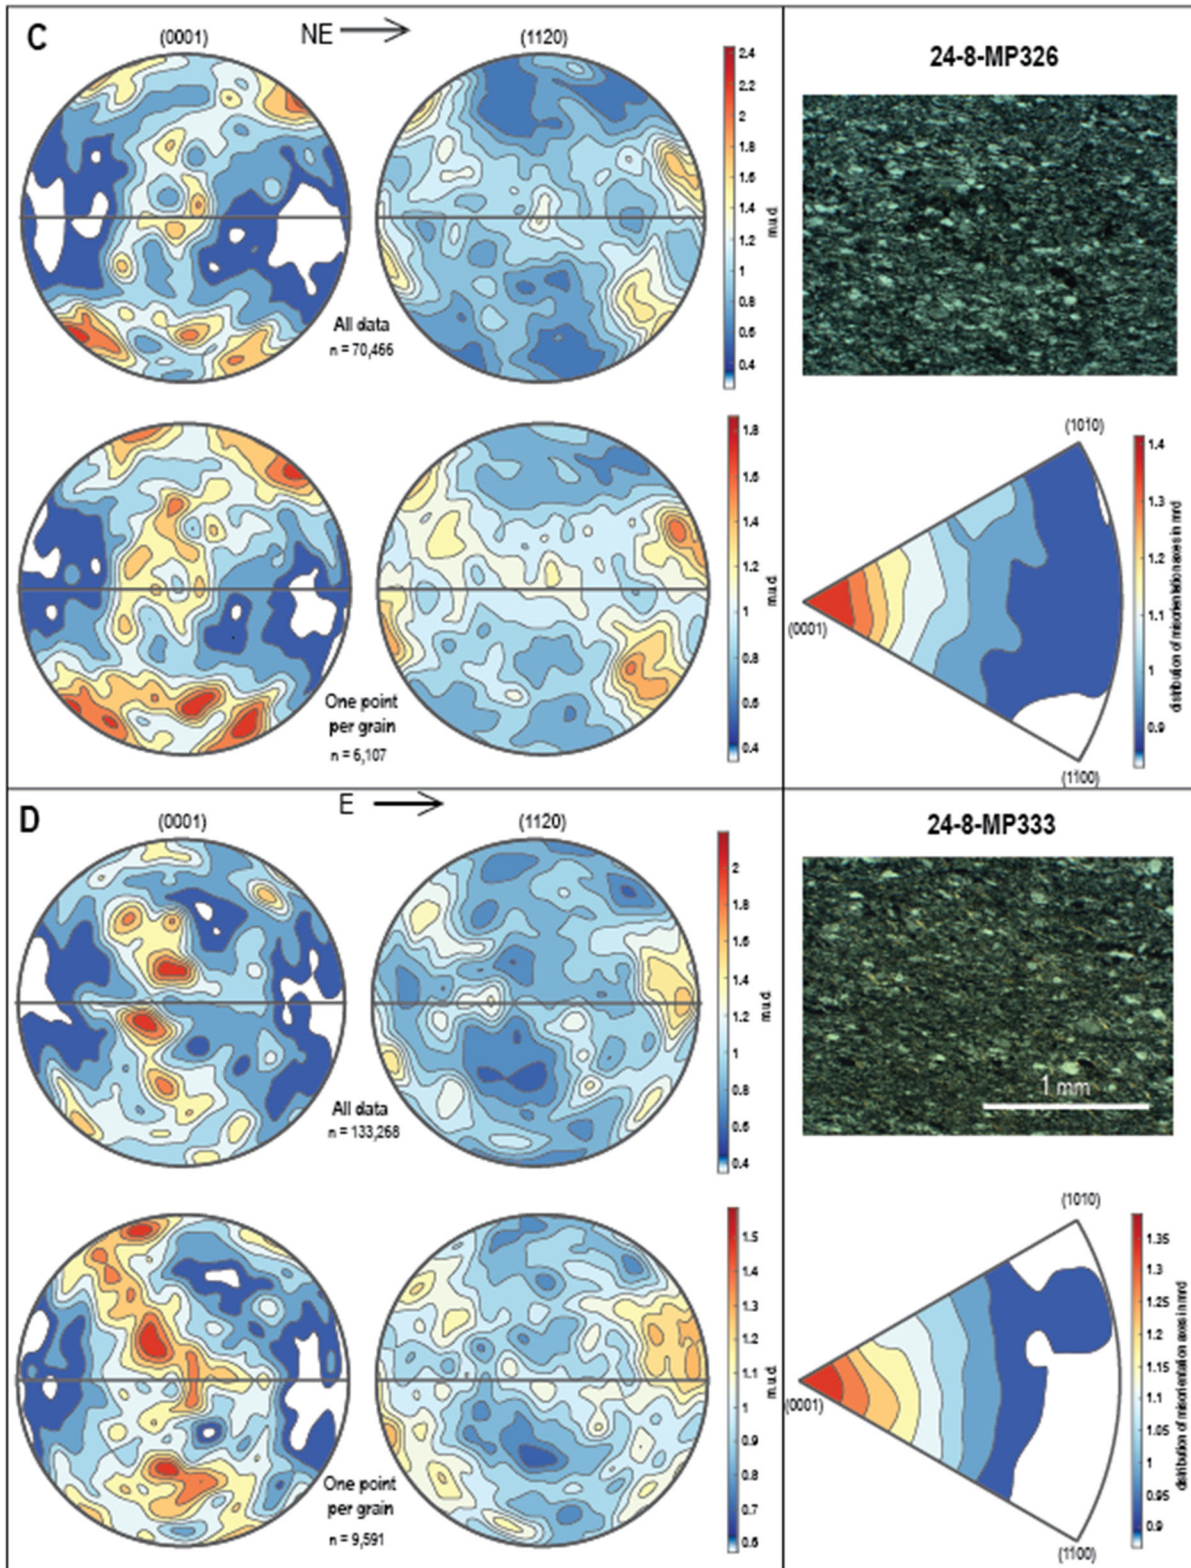 C
(0001)
NE
(1120)
24-8-MP326
2.4
2.2
2
1.8
1.6
1.4
1.2
1
0.8
0.6
0.4
m.u.d.
All data
n = 70,466
1.8
1.6
1.4
1.2
1
0.8
0.6
0.4
m.u.d.
One point
per grain
n = 6,107
(1010)
(0001)
(1100)
1.4
1.3
1.2
1.1
1
0.9
distribution of misorientation axes in mrd
D
(0001)
E
(1120)
24-8-MP333
2
1.8
1.6
1.4
1.2
1
0.8
0.6
0.4
m.u.d.
All data
n = 133,268
1 mm
1.5
1.4
1.3
1.2
1.1
1
0.9
0.8
0.7
0.6
m.u.d.
One point
per grain
n = 9,591
(1010)
(0001)
(1100)
1.35
1.3
1.25
1.2
1.15
1.1
1.05
1
0.95
0.9
distribution of misorientation axes in mrd